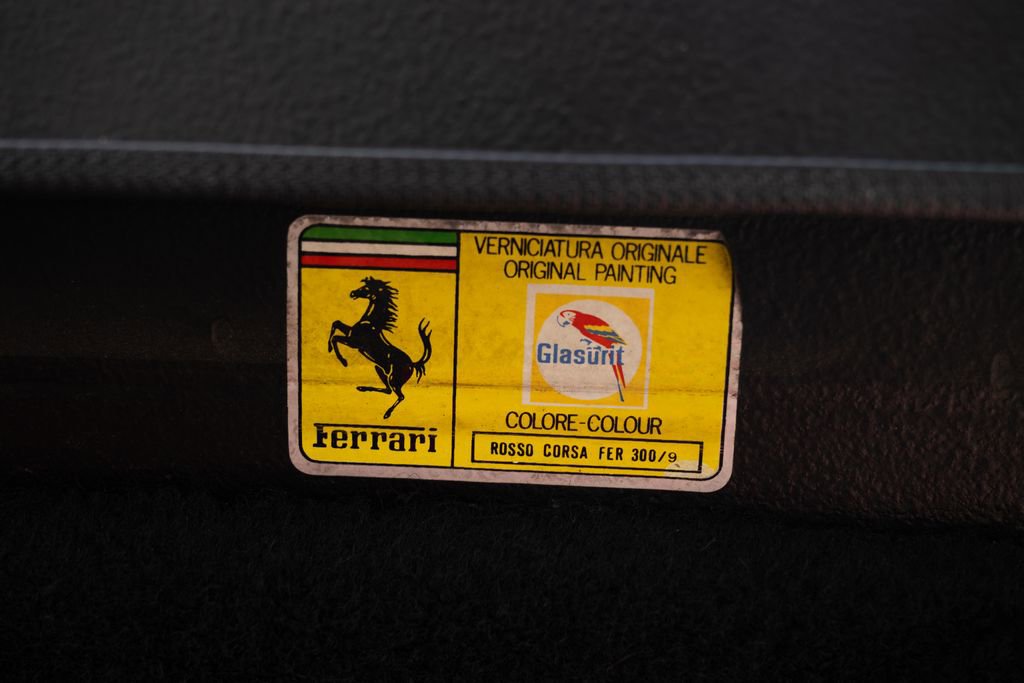 VERNICIATURA ORIGINALE
ORIGINAL PAINTING
Glasurit
COLORE-COLOUR
ROSSO CORSA FER 300/9
Ferrari